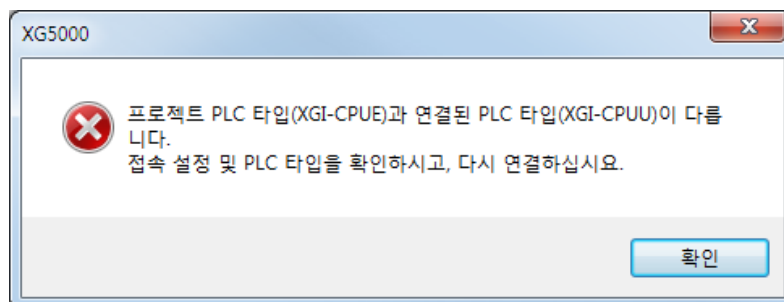 XG5000
프로젝트 PLC 타입(XGI-CPUE)과 연결된 PLC 타입(XGI-CPUU)이 다릅
니다.
접속 설정 및 PLC 타입을 확인하시고, 다시 연결하십시요.
확인